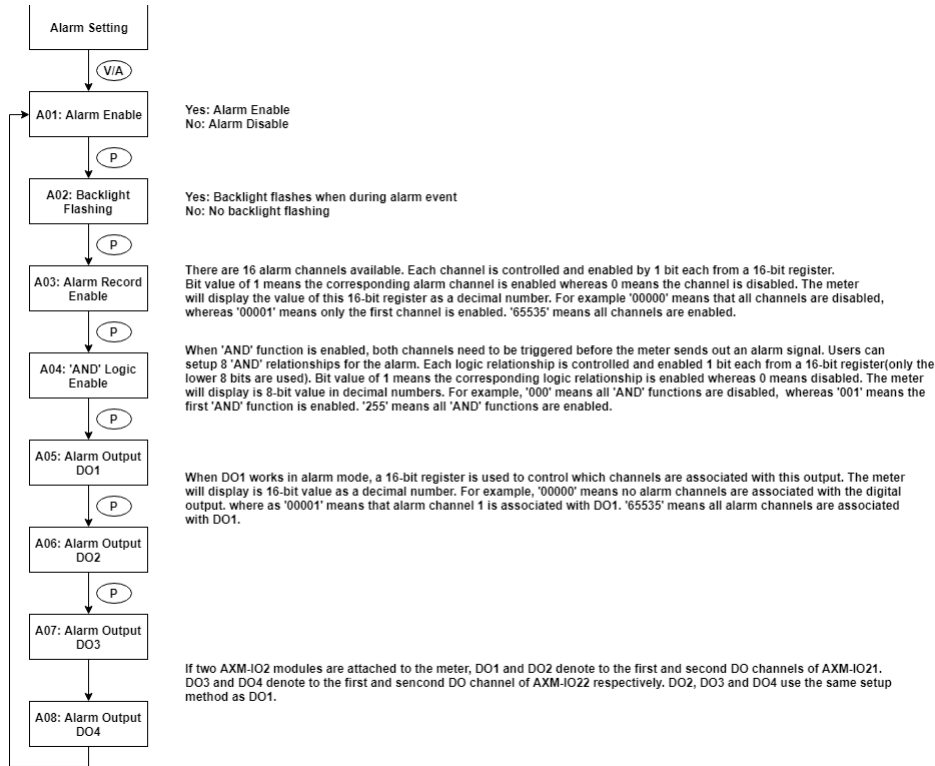 Alarm Setting
V/A
A01: Alarm Enable
Yes: Alarm Enable
No: Alarm Disable
P
A02: Backlight
Flashing
Yes: Backlight flashes when during alarm event
No: No backlight flashing
P
A03: Alarm Record
Enable
There are 16 alarm channels available. Each channel is controlled and enabled by 1 bit each from a 16-bit register.
Bit value of 1 means the corresponding alarm channel is enabled whereas 0 means the channel is disabled. The meter
will display the value of this 16-bit register as a decimal number. For example '00000' means that all channels are disabled,
whereas '00001' means only the first channel is enabled. '65535' means all channels are enabled.
P
A04: 'AND' Logic
Enable
When 'AND' function is enabled, both channels need to be triggered before the meter sends out an alarm signal. Users can
setup 8 'AND' relationships for the alarm. Each logic relationship is controlled and enabled 1 bit each from a 16-bit register(only the
lower 8 bits are used). Bit value of 1 means the corresponding logic relationship is enabled whereas 0 means disabled. The meter
will display is 8-bit value in decimal numbers. For example, '000' means all 'AND' functions are disabled, whereas '001' means the
first 'AND' function is enabled. '255' means all 'AND' functions are enabled.
P
A05: Alarm Output
DO1
When DO1 works in alarm mode, a 16-bit register is used to control which channels are associated with this output. The meter
will display is 16-bit value as a decimal number. For example, '00000' means no alarm channels are associated with the digital
output. where as '00001' means that alarm channel 1 is associated with DO1. '65535' means all alarm channels are associated
with DO1.
P
A06: Alarm Output
DO2
P
A07: Alarm Output
DO3
If two AXM-IO2 modules are attached to the meter, DO1 and DO2 denote to the first and second DO channels of AXM-IO21.
DO3 and DO4 denote to the first and sencond DO channel of AXM-IO22 respectively. DO2, DO3 and DO4 use the same setup
method as DO1.
A08: Alarm Output
DO4